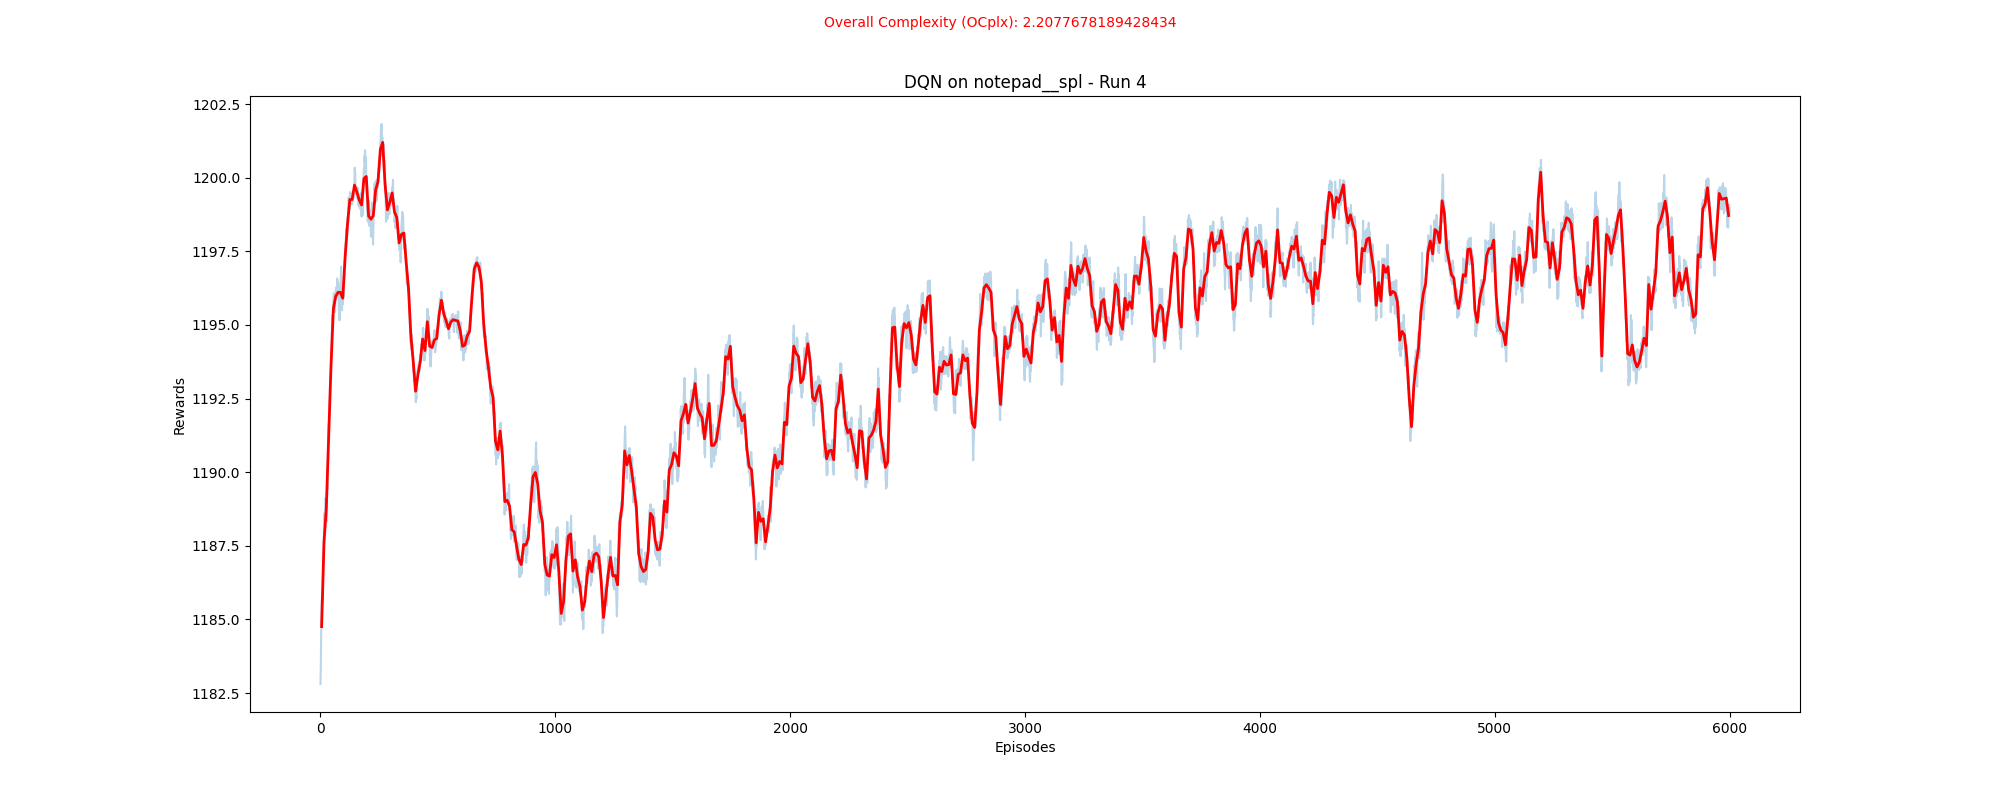 Overall Complexity (OCplx): 2.2077678189428434
DQN on notepad__spl - Run 4
1202.5
1200.0
1197.5
1195.0
1192.5
1190.0
1187.5
1185.0
1182.5
Rewards
0 1000 2000 3000 4000 5000 6000
Episodes